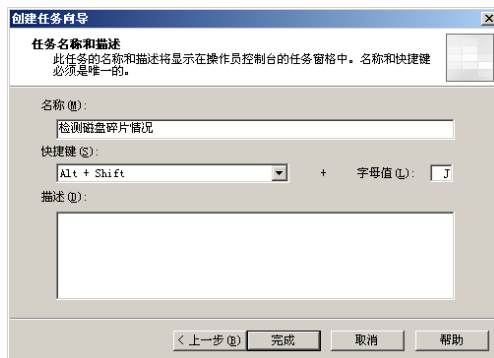 创建任务向导
任务名称和描述
此任务的名称和描述将显示在操作员控制台的任务窗格中。名称和快捷键
必须是唯一的。
名称(M):
检测磁盘碎片情况
快捷键(S):
Alt + Shift + 字母值(L): J
描述(D):
< 上一步(B) 完成 取消 帮助